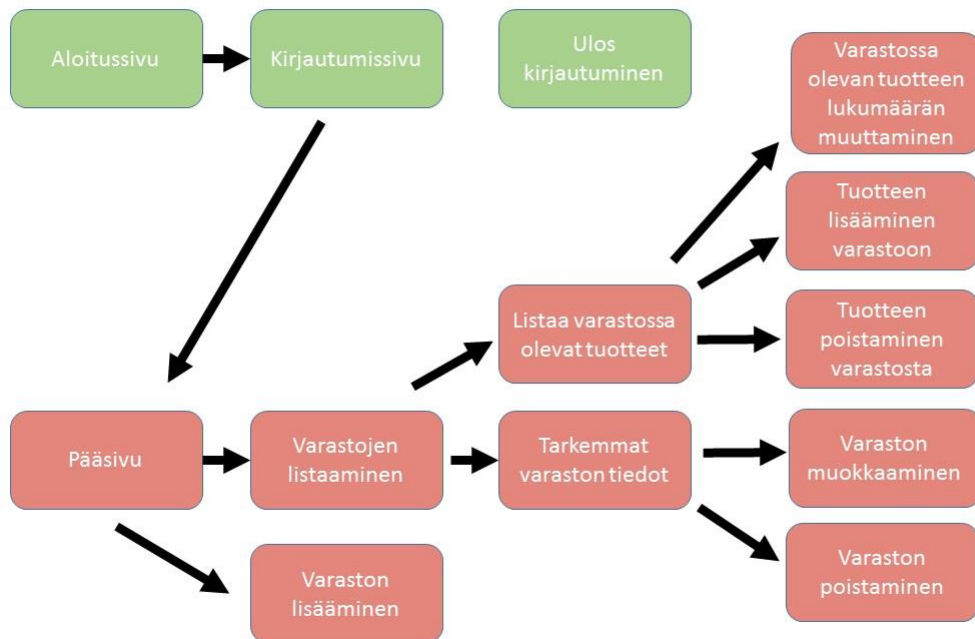 Aloitussivu
Kirjautumissivu
Ulos
kirjautuminen
Varastossa
olevan tuotteen
lukumäärän
muuttaminen
Tuotteen
lisääminen
varastoon
Listaa varastossa
olevat tuotteet
Tuotteen
poistaminen
varastosta
Pääsivu
Varastojen
listaaminen
Tarkemmat
varaston tiedot
Varaston
muokkaaminen
Varaston
lisääminen
Varaston
poistaminen